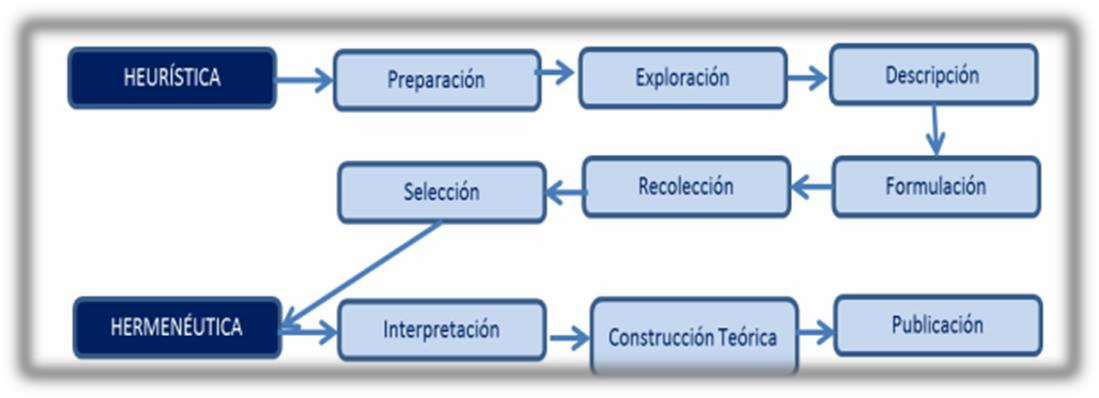 HEURÍSTICA
Preparación
Exploración
Descripción
Selección
Recolección
Formulación
HERMENÉUTICA
Interpretación
Construcción Teórica
Publicación